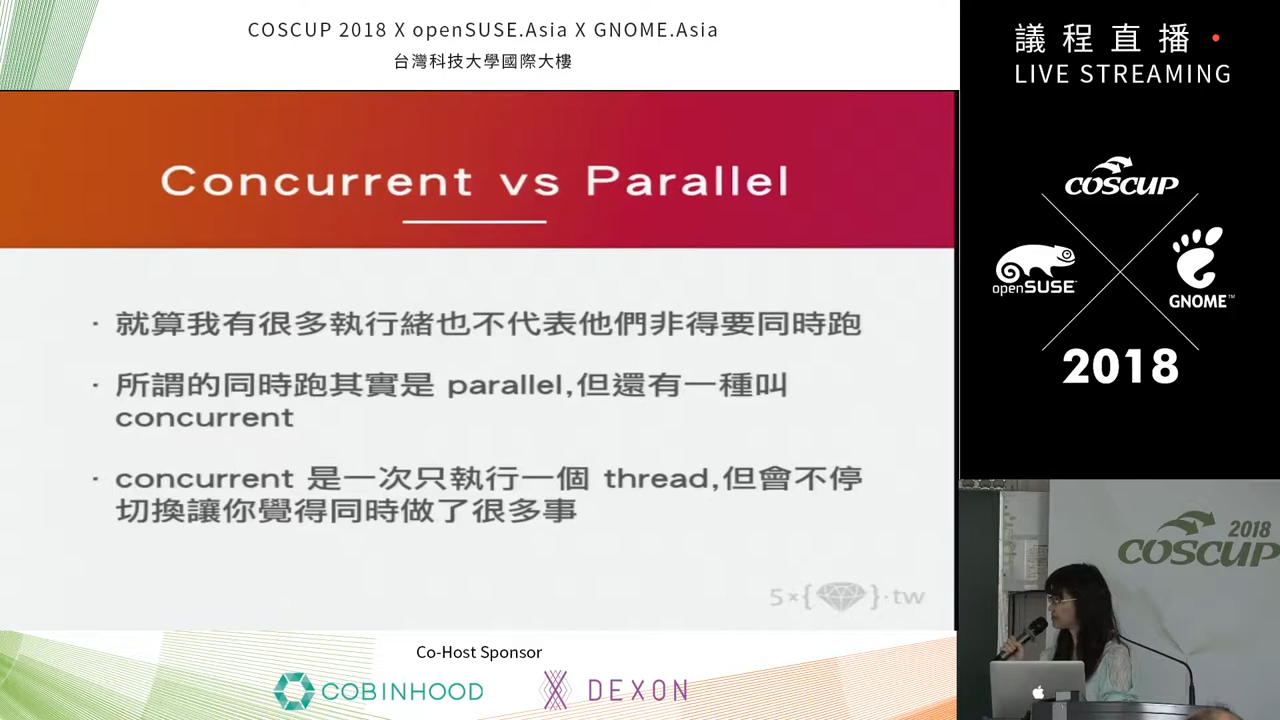 COSCUP 2018 X openSUSE.Asia X GNOME.Asia
台灣科技大學國際大樓
Concurrent vs Parallel
· 就算我有很多執行緒也不代表他們非得要同時跑
· 所謂的同時跑其實是 parallel,但還有一種叫
concurrent
· concurrent 是一次只執行一個 thread,但會不停
切換讓你覺得同時做了很多事
5×{}·tw
Co-Host Sponsor
COBINHOOD
DEXON
議程直播
LIVE STREAMING
COSCUP
openSUSE
GNOME™
2018
2018
COSCUP